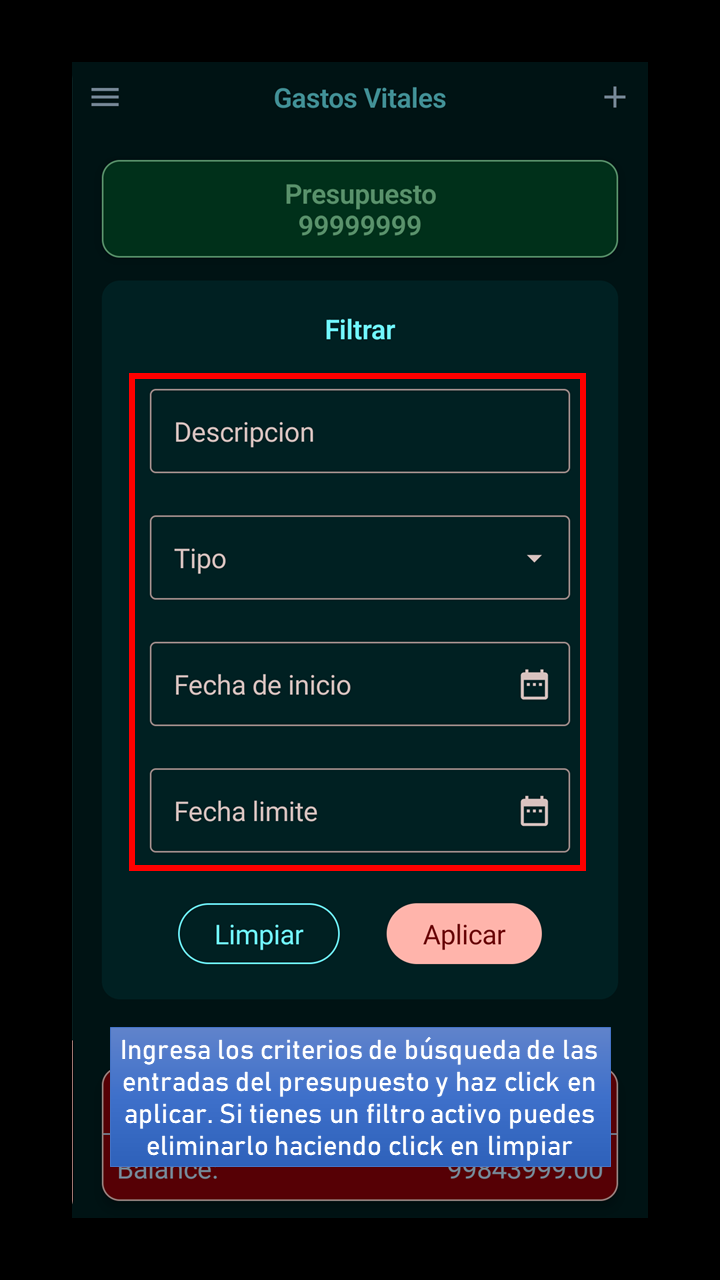 Gastos Vitales
Presupuesto
99999999
Filtrar
Descripcion
Tipo
Fecha de inicio
Fecha limite
Limpiar
Aplicar
Ingresa los criterios de búsqueda de las
entradas del presupuesto y haz click en
aplicar. Si tienes un filtro activo puedes
eliminarlo haciendo click en limpiar
Balance: 99843999.00